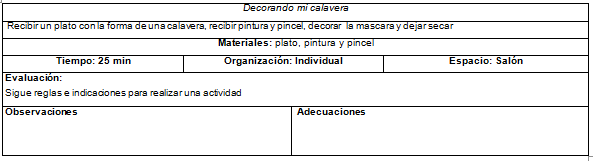 Decorando mi calavera
Recibir un plato con la forma de una calavera, recibir pintura y pincel, decorar la mascara y dejar secar
Materiales: plato, pintura y pincel
Tiempo: 25 min Organización: Individual Espacio: Salón
Evaluación:
Sigue reglas e indicaciones para realizar una actividad
Observaciones Adecuaciones